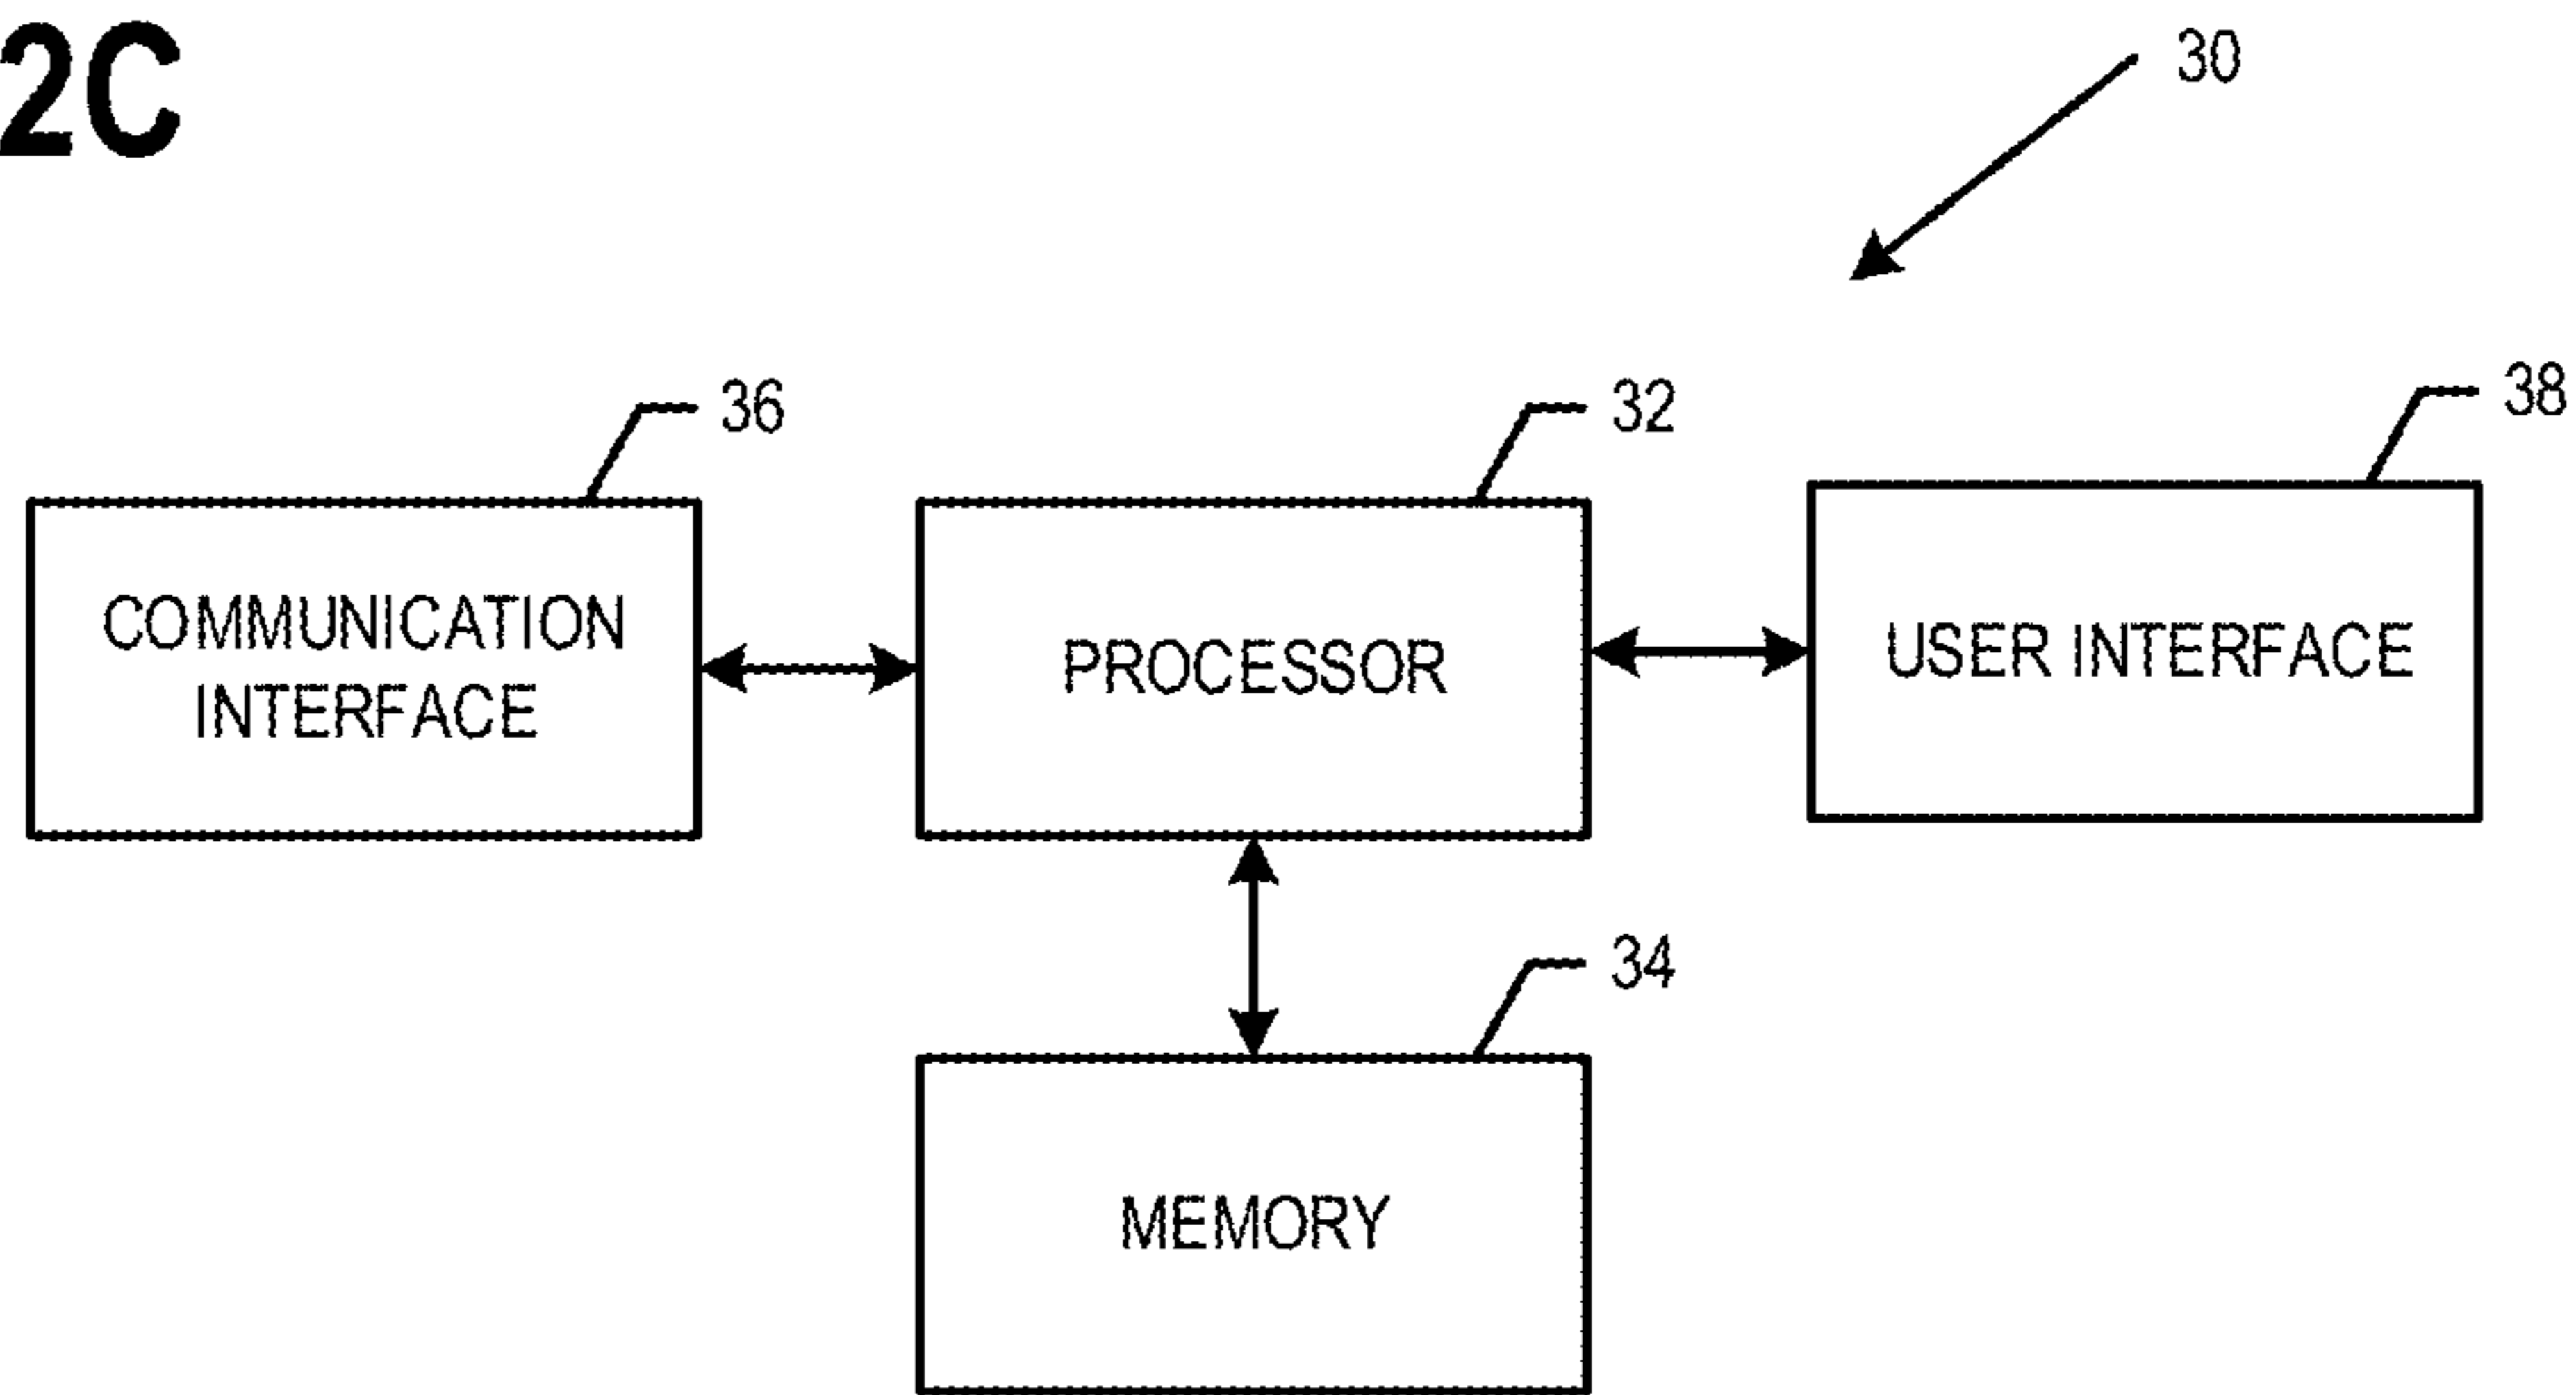 2C
30
36
32
38
COMMUNICATION
INTERFACE
PROCESSOR
USER INTERFACE
34
MEMORY